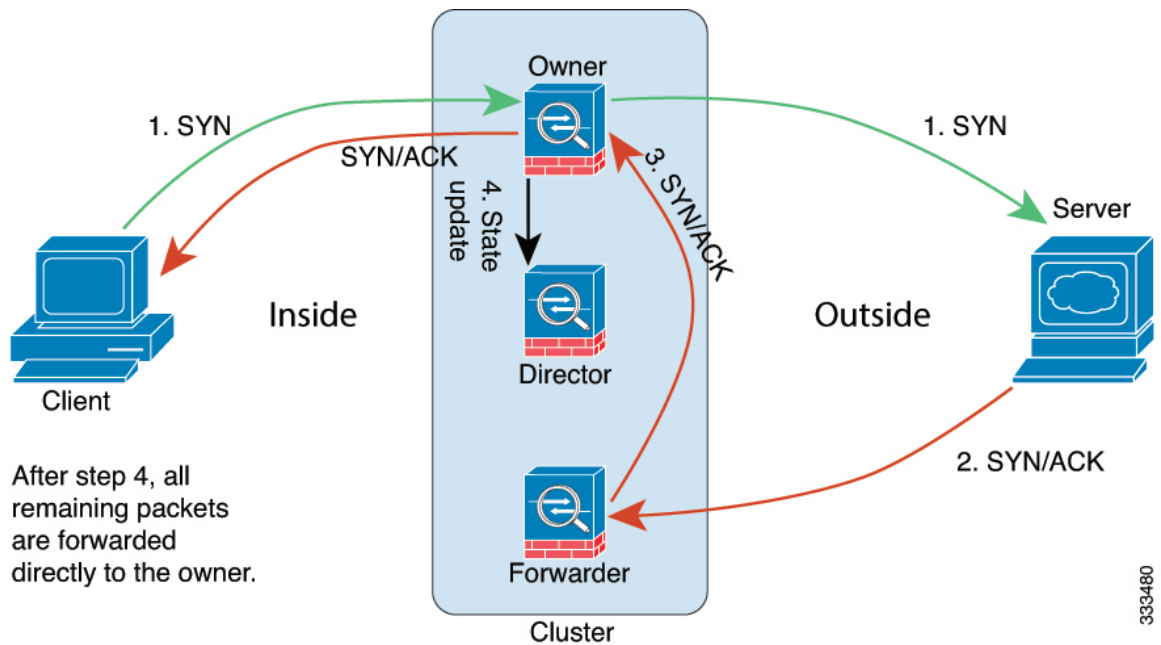 Owner
1. SYN
1. SYN
SYN/ACK
3. SYN/ACK
4. State
update
Server
Inside
Outside
Director
Client
2. SYN/ACK
After step 4, all
remaining packets
are forwarded
directly to the owner.
Forwarder
Cluster
333480